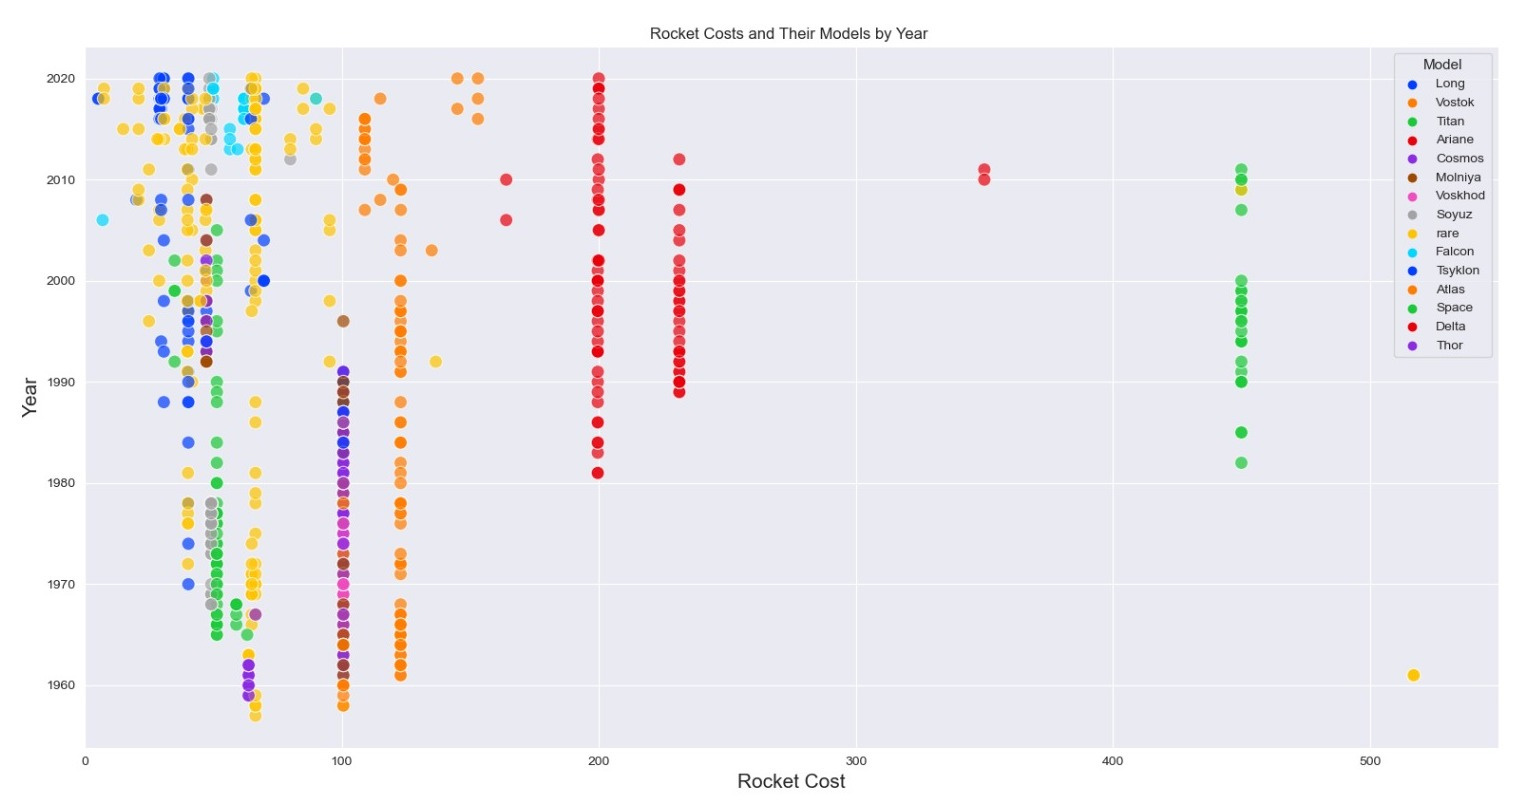 Rocket Costs and Their Models by Year
Year
2020
2010
2000
1990
1980
1970
1960
0
100
200
300
400
500
Rocket Cost
Model
Long
Vostok
Titan
Ariane
Cosmos
Molniya
Voskhod
Soyuz
rare
Falcon
Tsyklon
Atlas
Space
Delta
Thor